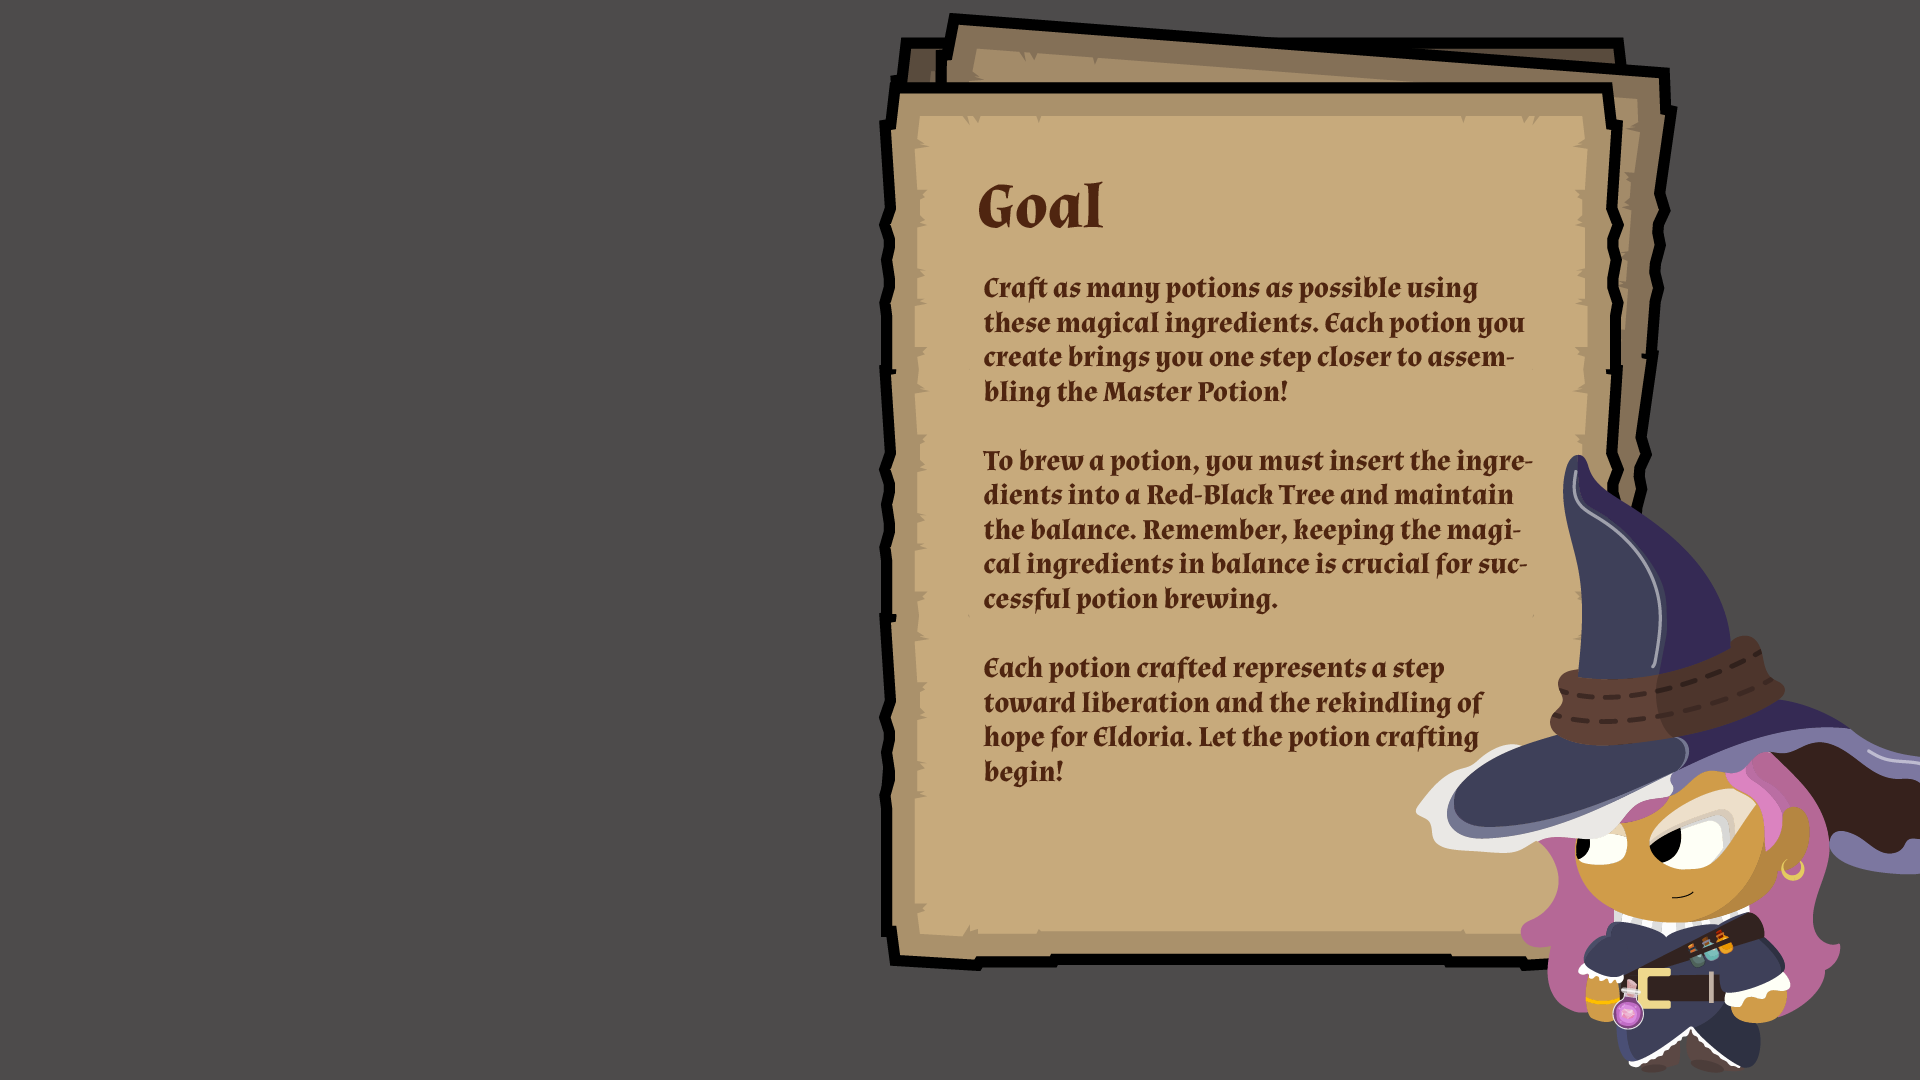 Goal
Craft as many potions as possible using
these magical ingredients. Each potion you
create brings you one step closer to assem-
bling the Master Potion!
To brew a potion, you must insert the ingre-
dients into a Red-Black Tree and maintain
the balance. Remember, keeping the magi-
cal ingredients in balance is crucial for suc-
cessful potion brewing.
Each potion crafted represents a step
toward liberation and the rekindling of
hope for Eldoria. Let the potion crafting
begin!